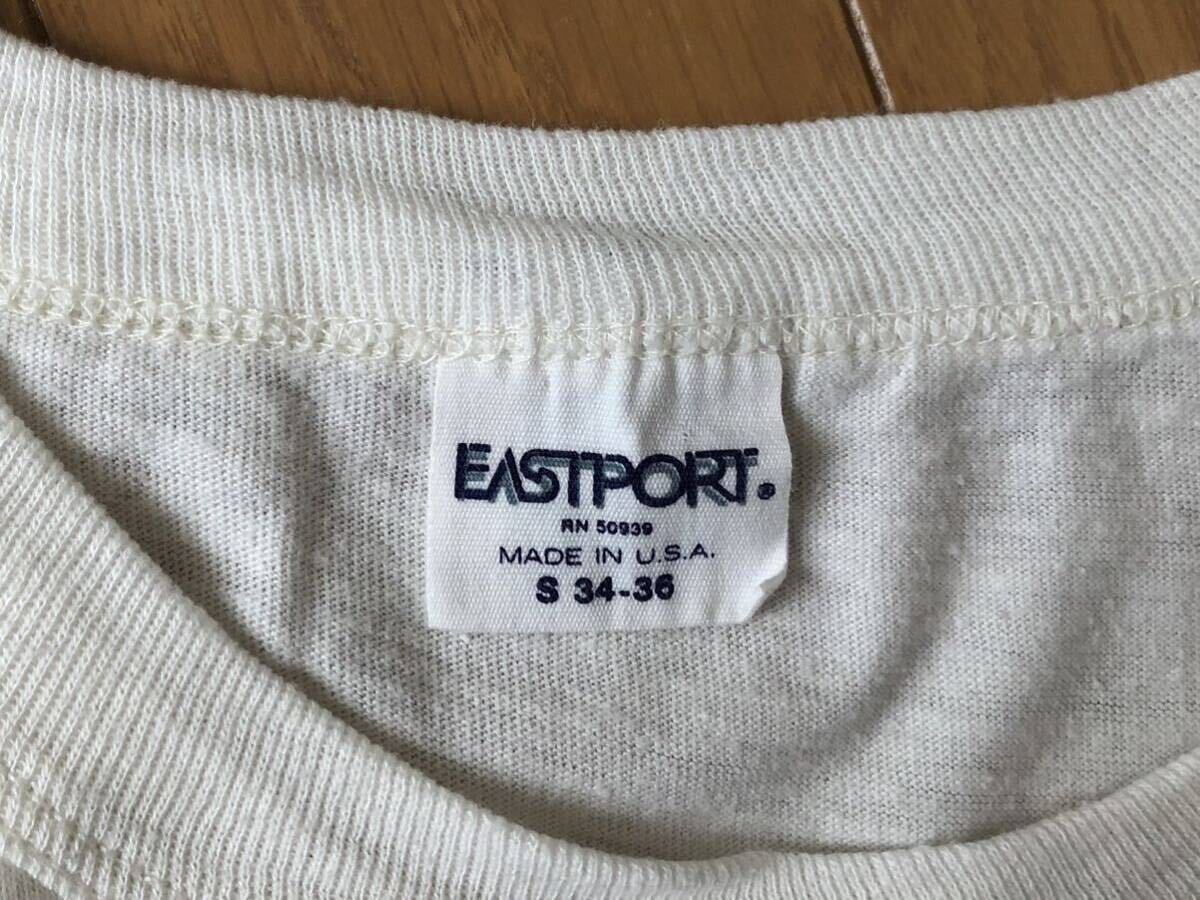 EASTPORT®
RN 50939
MADE IN U.S.A.
S 34-36